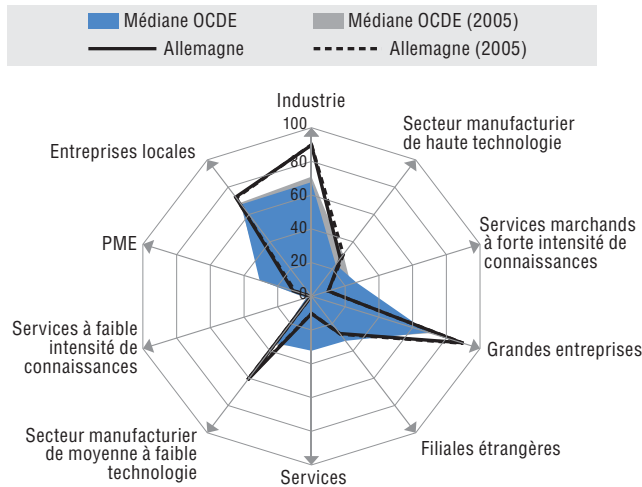 Médiane OCDE
Médiane OCDE (2005)
Allemagne
Allemagne (2005)
Industrie
100
80
60
40
20
0
Secteur manufacturier
de haute technologie
Services marchands
à forte intensité de
connaissances
Grandes entreprises
Filiales étrangères
Services
Secteur manufacturier
de moyenne à faible
technologie
Services à faible
intensité de
connaissances
PME
Entreprises locales